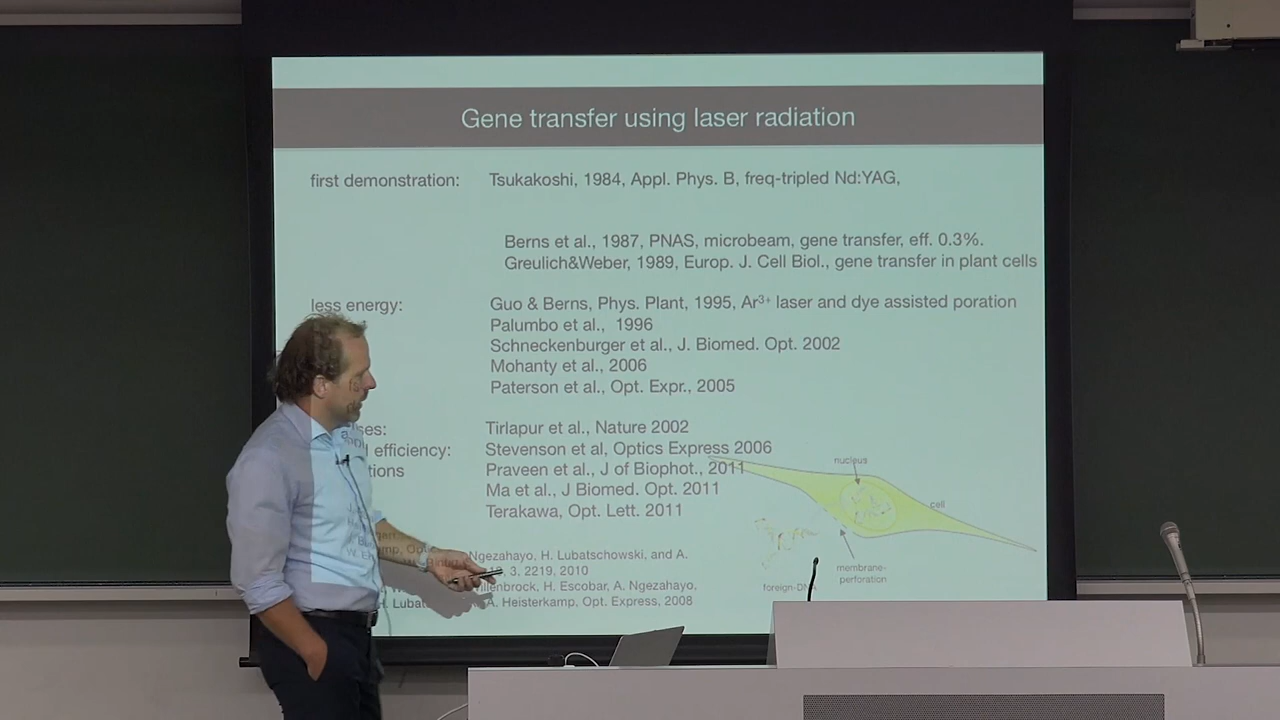 Gene transfer using laser radiation
first demonstration: Tsukakoshi, 1984, Appl. Phys. B, freq-tripled Nd:YAG,
Berns et al., 1987, PNAS, microbeam, gene transfer, eff. 0.3%.
Greulich&Weber, 1989, Europ. J. Cell Biol., gene transfer in plant cells
less energy: Guo & Berns, Phys. Plant, 1995, Ar³⁺ laser and dye assisted poration
Palumbo et al., 1996
Schneckenburger et al., J. Biomed. Opt. 2002
Mohanty et al., 2006
Paterson et al., Opt. Expr., 2005
Tirlapur et al., Nature 2002
efficiency: Stevenson et al, Optics Express 2006
Praveen et al., J of Biophot., 2011
Ma et al., J Biomed. Opt. 2011
Terakawa, Opt. Lett. 2011
nucleus
cell
membrane-
perforation
foreign-DNA
Ngezahayo, H. Lubatschowski, and A.
3, 2219, 2010
H. Escobar, A. Ngezahayo,
A. Heisterkamp, Opt. Express, 2008